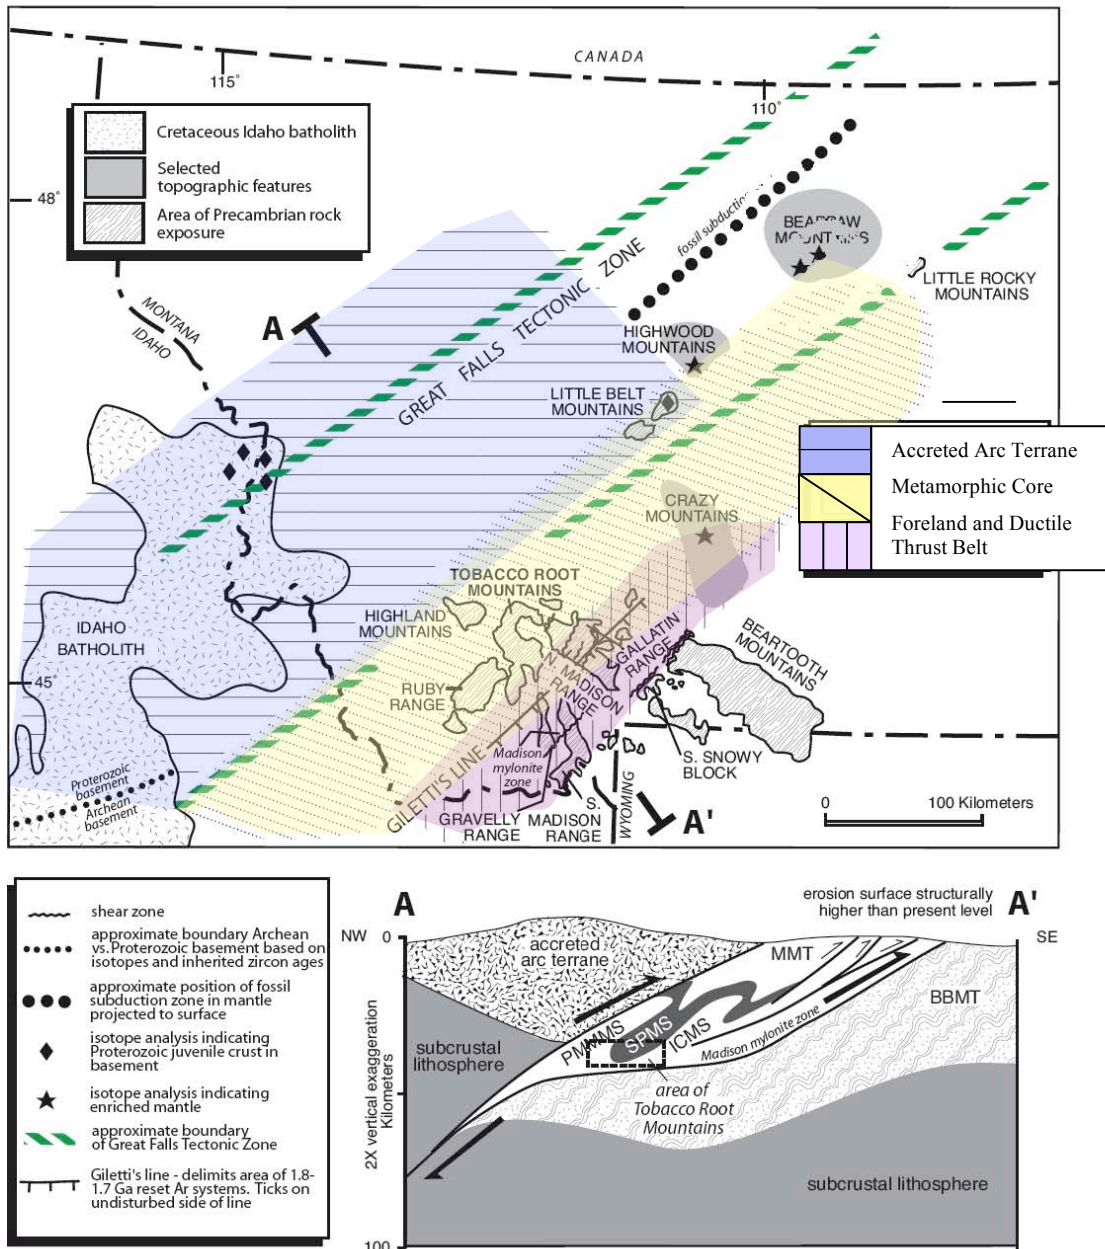 CANADA
115°
110°
Cretaceous Idaho batholith
Selected
topographic features
Area of Precambrian rock
exposure
48°
MONTANA
IDAHO
A
GREAT FALLS TECTONIC ZONE
fossil subduction
BEARPAW
MOUNTAINS
LITTLE ROCKY
MOUNTAINS
HIGHWOOD
MOUNTAINS
LITTLE BELT
MOUNTAINS
Accreted Arc Terrane
Metamorphic Core
Foreland and Ductile
Thrust Belt
CRAZY
MOUNTAINS
TOBACCO ROOT
MOUNTAINS
HIGHLAND
MOUNTAINS
IDAHO
BATHOLITH
GALLATIN
RANGE
BEARTOOTH
MOUNTAINS
N. MADISON
RANGE
45°
RUBY
RANGE
Madison
mylonite
zone
S. SNOWY
BLOCK
GILETTI'S LINE
Proterozoic
basement
Archean
basement
GRAVELLY
RANGE
S.
MADISON
RANGE
WYOMING
A'
0 100 Kilometers
shear zone
approximate boundary Archean
vs.Proterozoic basement based on
isotopes and inherited zircon ages
approximate position of fossil
subduction zone in mantle
projected to surface
isotope analysis indicating
Proterozoic juvenile crust in
basement
isotope analysis indicating
enriched mantle
approximate boundary
of Great Falls Tectonic Zone
Giletti's line - delimits area of 1.8-
1.7 Ga reset Ar systems. Ticks on
undisturbed side of line
A
erosion surface structurally
higher than present level
A'
NW
0
SE
accreted
arc terrane
MMT
BBMT
PMMMS
SPMS
ICMS
Madison mylonite zone
subcrustal
lithosphere
area of
Tobacco Root
Mountains
2X vertical exaggeration
Kilometers
subcrustal lithosphere
100